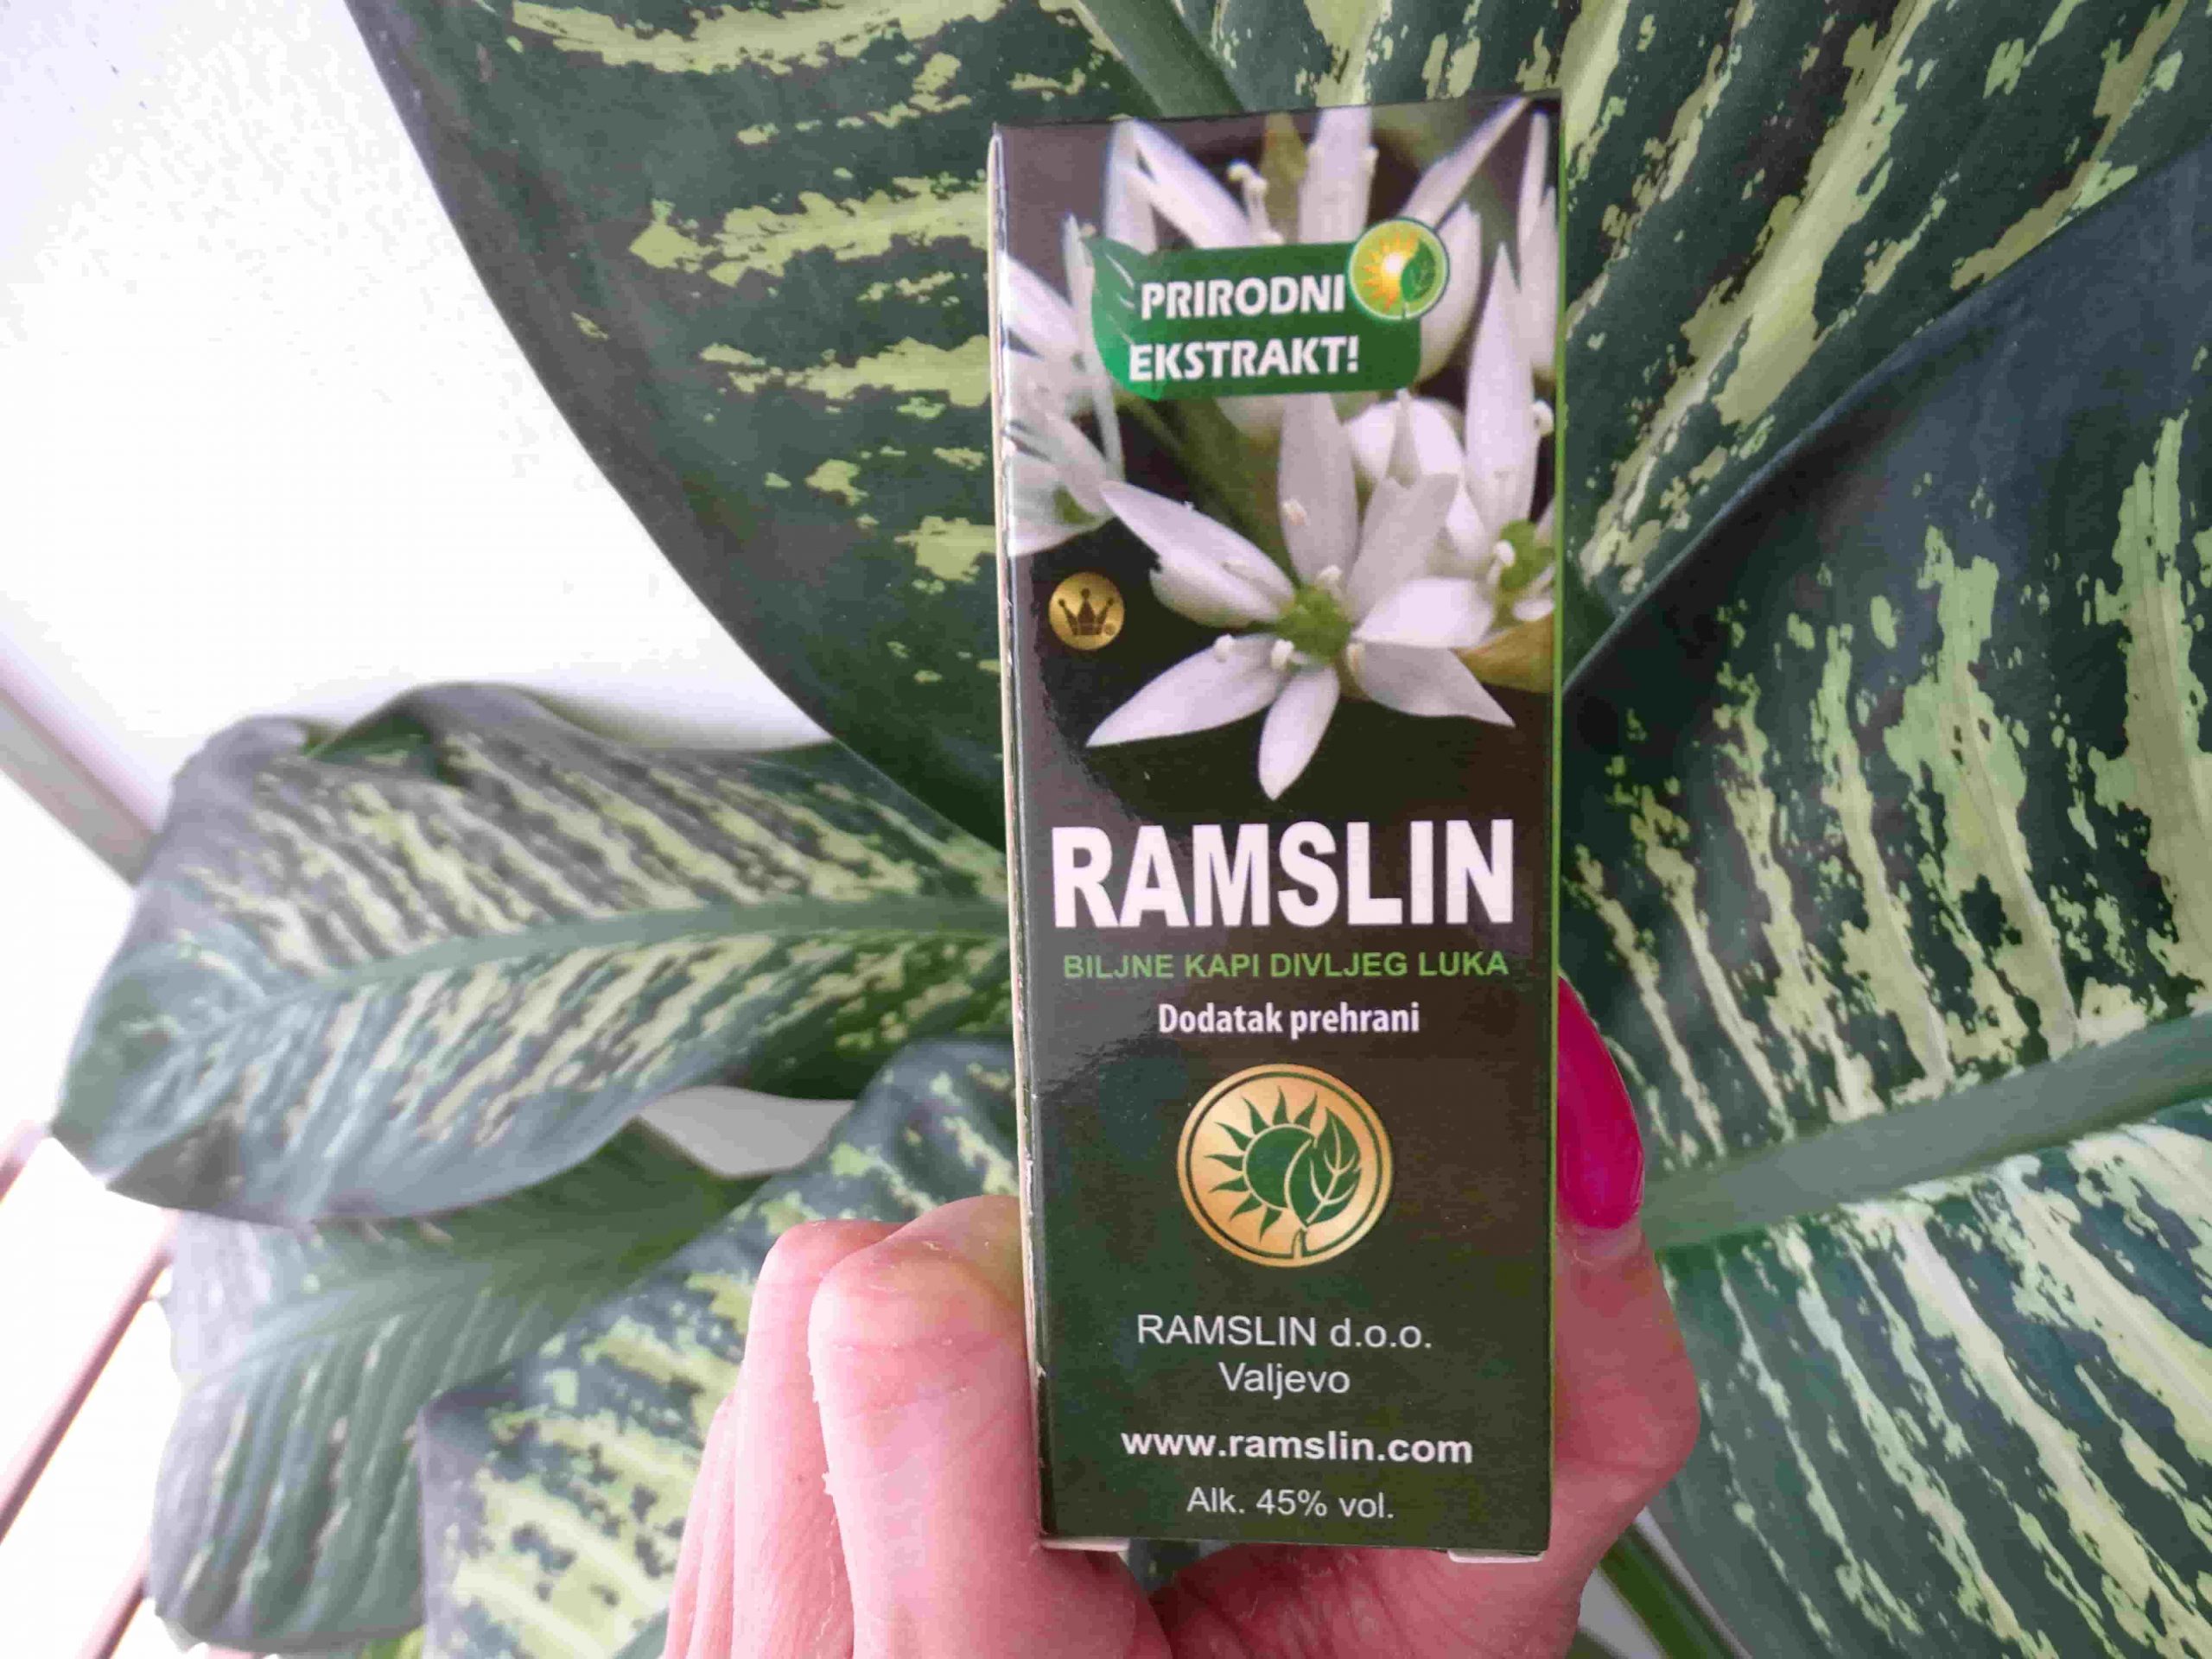 PRIRODNI
EKSTRAKT!
RAMSLIN
BILJNE KAPI DIVLJEG LUKA
Dodatak prehrani
RAMSLIN d.o.o.
Valjevo
www.ramslin.com
Alk. 45% vol.